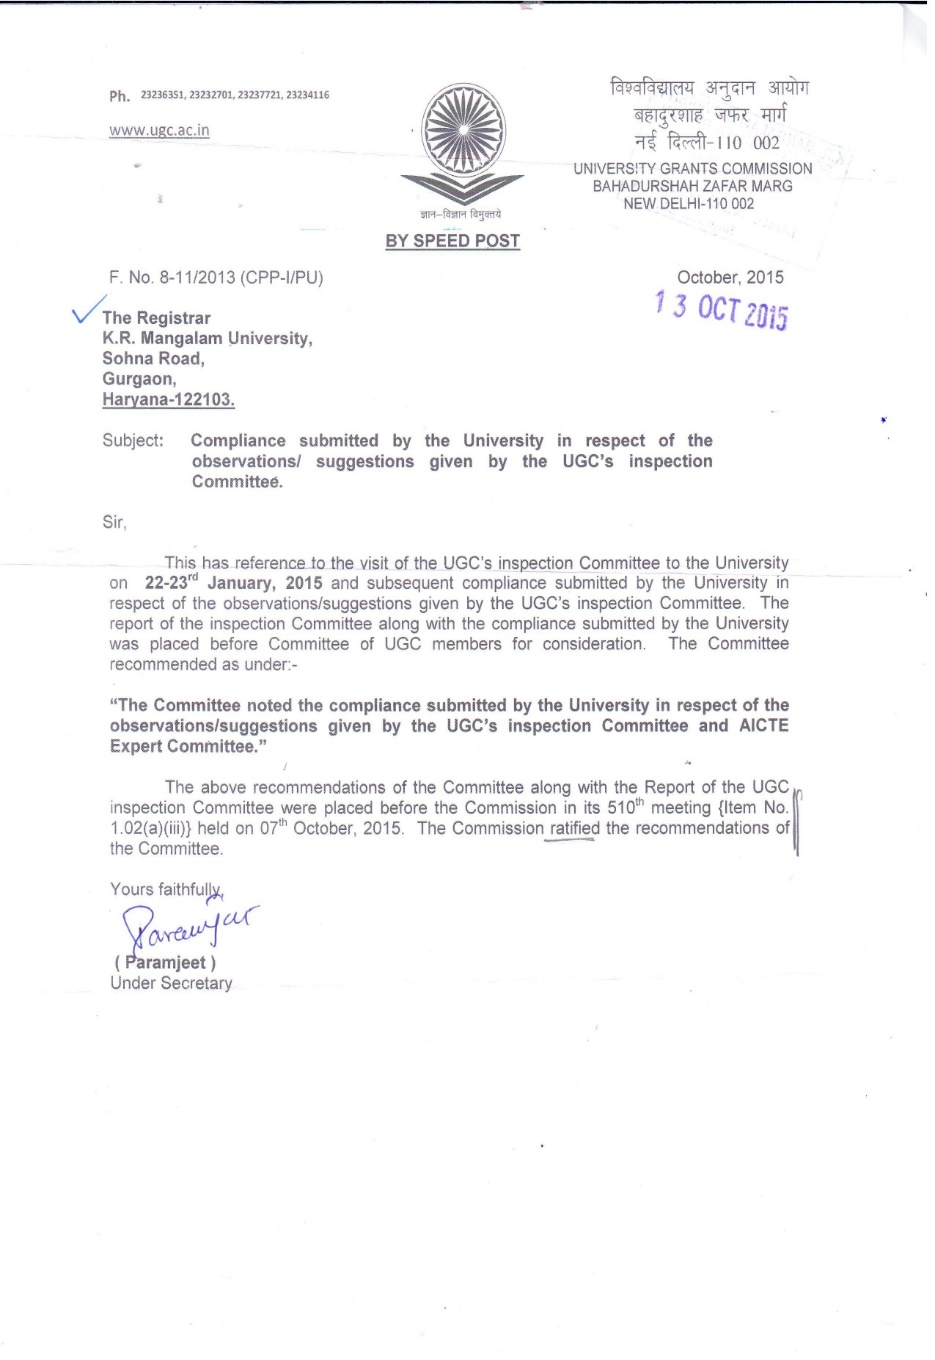 Ph. 23236351, 23232701, 23237721, 23234116
www.ugc.ac.in
ज्ञान-विज्ञान विमुक्तये
विश्वविद्यालय अनुदान आयोग
बहादुरशाह जफर मार्ग
नई दिल्ली-110 002
UNIVERSITY GRANTS COMMISSION
BAHADURSHAH ZAFAR MARG
NEW DELHI-110 002
BY SPEED POST
F. No. 8-11/2013 (CPP-I/PU)
October, 2015
13 OCT 2015
The Registrar
K.R. Mangalam University,
Sohna Road,
Gurgaon,
Haryana-122103.
Subject: Compliance submitted by the University in respect of the
observations/ suggestions given by the UGC's inspection
Committee.
Sir,
This has reference to the visit of the UGC's inspection Committee to the University
on 22-23rd January, 2015 and subsequent compliance submitted by the University in
respect of the observations/suggestions given by the UGC's inspection Committee. The
report of the inspection Committee along with the compliance submitted by the University
was placed before Committee of UGC members for consideration. The Committee
recommended as under:-
“The Committee noted the compliance submitted by the University in respect of the
observations/suggestions given by the UGC's inspection Committee and AICTE
Expert Committee.”
The above recommendations of the Committee along with the Report of the UGC
inspection Committee were placed before the Commission in its 510th meeting {Item No.
1.02(a)(iii)} held on 07th October, 2015. The Commission ratified the recommendations of
the Committee.
Yours faithfully,
Paramjeet
( Paramjeet )
Under Secretary